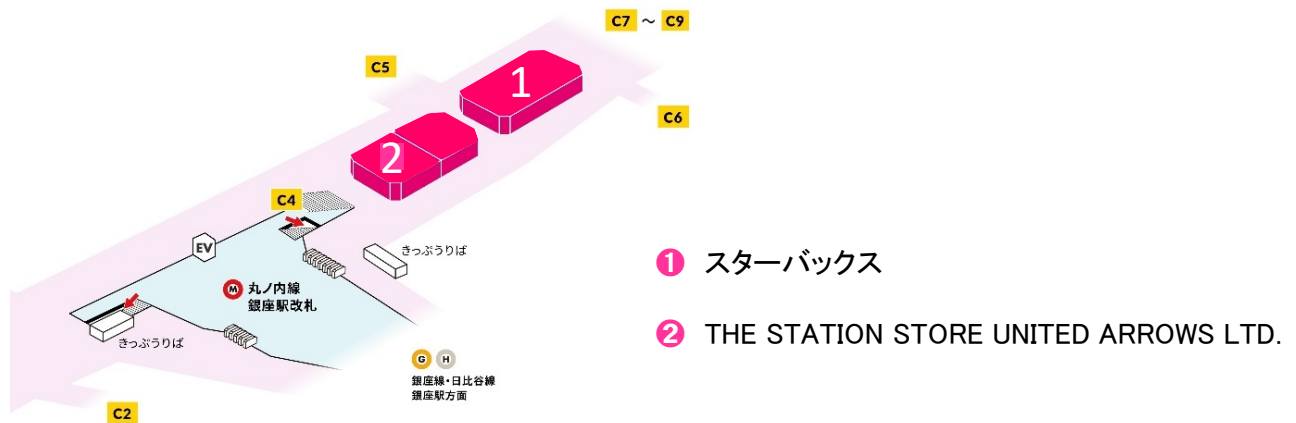 C7 ～ C9
C5
1
C6
2
C4
EV
きっぷうりば
M 丸ノ内線
銀座駅改札
きっぷうりば
G H
銀座線・日比谷線
銀座駅方面
C2
❶ スターバックス
❷ THE STATION STORE UNITED ARROWS LTD.